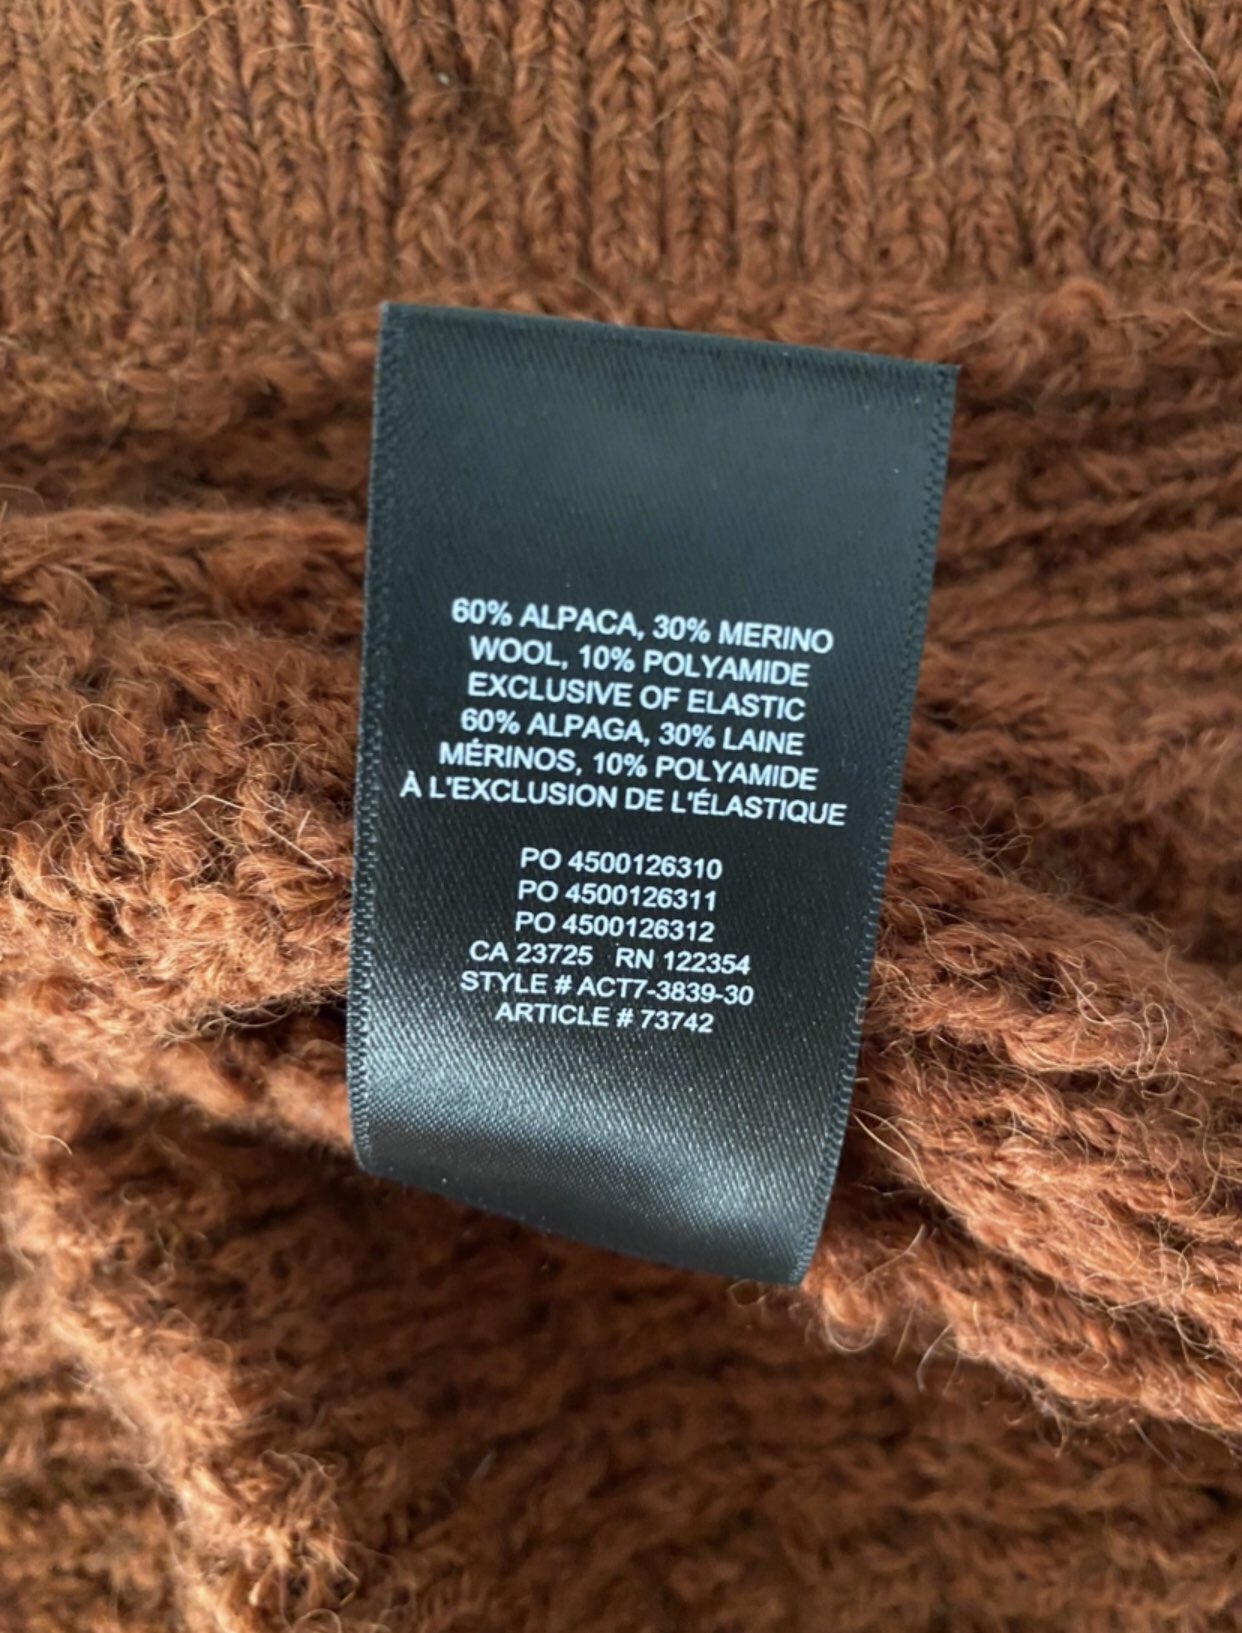 60% ALPACA, 30% MERINO
WOOL, 10% POLYAMIDE
EXCLUSIVE OF ELASTIC
60% ALPAGA, 30% LAINE
MÉRINOS, 10% POLYAMIDE
À L'EXCLUSION DE L'ÉLASTIQUE
PO 4500126310
PO 4500126311
PO 4500126312
CA 23725 RN 122354
STYLE # ACT7-3839-30
ARTICLE # 73742